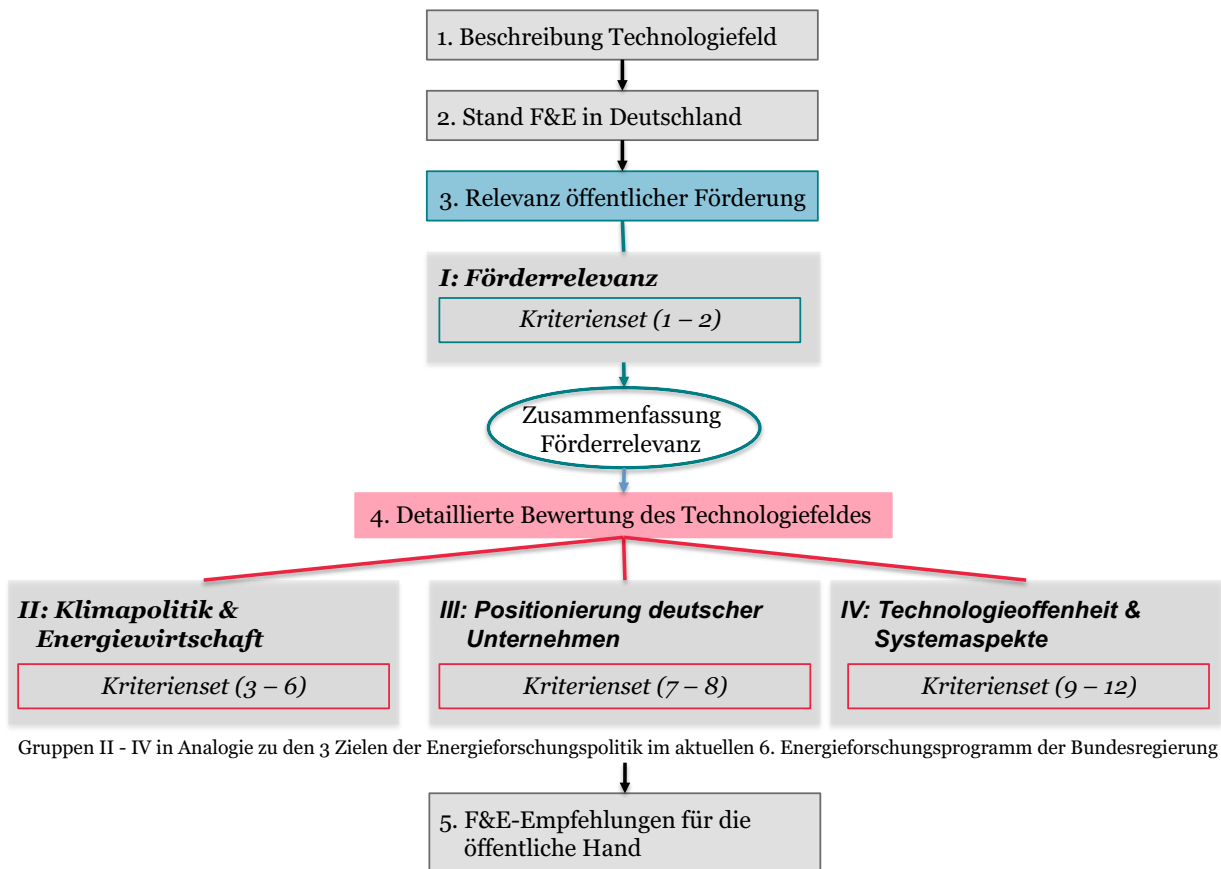 1. Beschreibung Technologiefeld
2. Stand F&E in Deutschland
3. Relevanz öffentlicher Förderung
I: Förderrelevanz
Kriterienset (1 – 2)
Zusammenfassung
Förderrelevanz
4. Detaillierte Bewertung des Technologiefeldes
II: Klimapolitik &
Energiewirtschaft
Kriterienset (3 – 6)
III: Positionierung deutscher
Unternehmen
Kriterienset (7 – 8)
IV: Technologieoffenheit &
Systemaspekte
Kriterienset (9 – 12)
Gruppen II - IV in Analogie zu den 3 Zielen der Energieforschungspolitik im aktuellen 6. Energieforschungsprogramm der Bundesregierung
5. F&E-Empfehlungen für die
öffentliche Hand